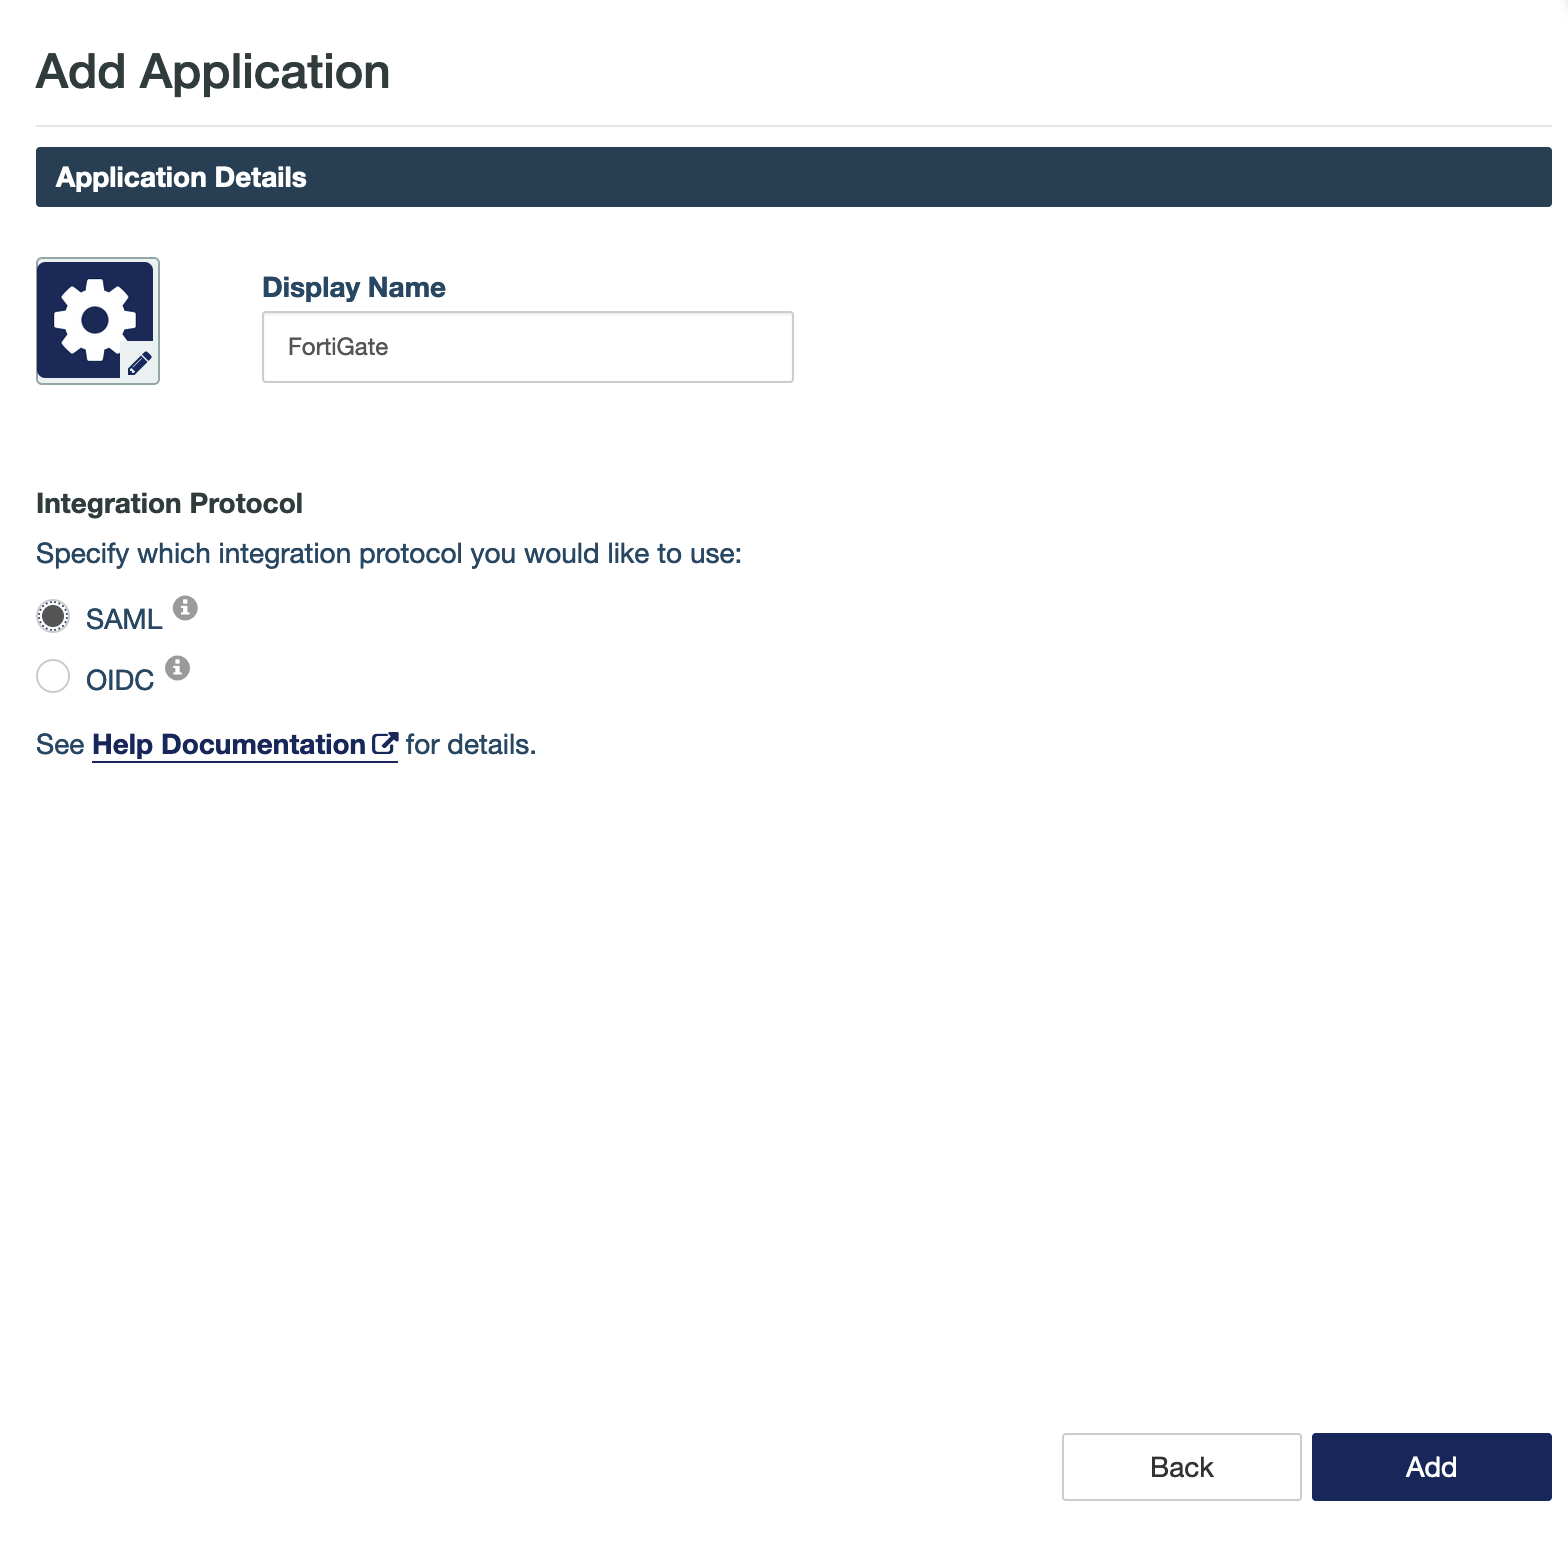 Add Application
Application Details
Display Name
FortiGate
Integration Protocol
Specify which integration protocol you would like to use:
SAML
OIDC
See Help Documentation for details.
Back
Add